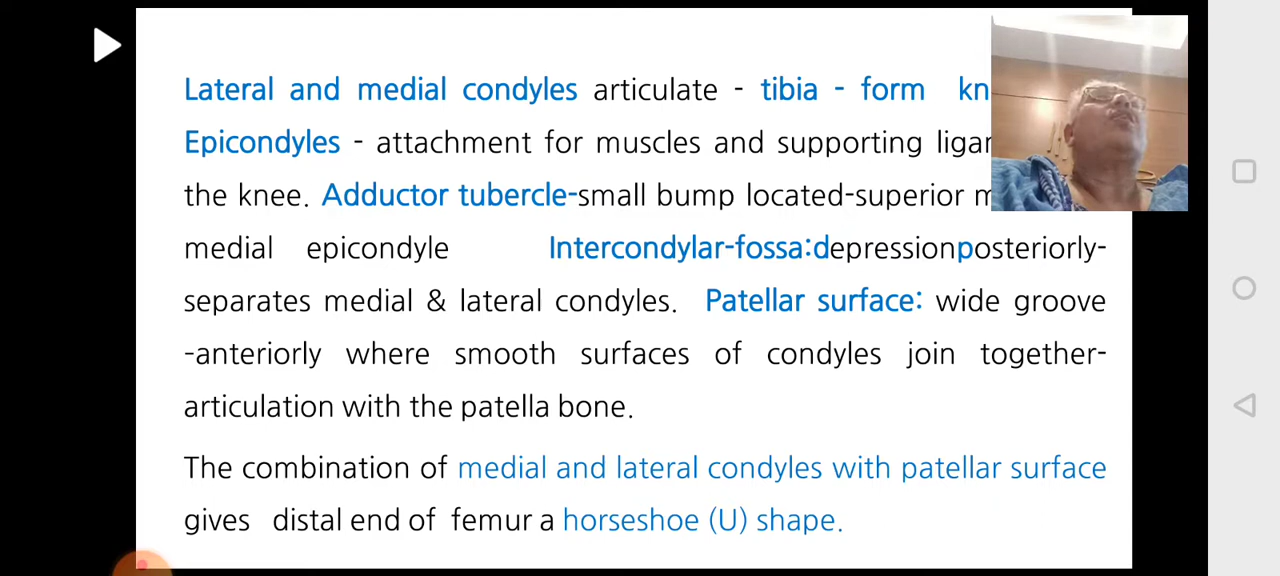 Lateral and medial condyles articulate - tibia - form
Epicondyles - attachment for muscles and supporting
the knee. Adductor tubercle-small bump located-superior
medial epicondyle Intercondylar-fossa:depressionposteriorly-
separates medial & lateral condyles. Patellar surface: wide groove
-anteriorly where smooth surfaces of condyles join together-
articulation with the patella bone.
The combination of medial and lateral condyles with patellar surface
gives distal end of femur a horseshoe (U) shape.